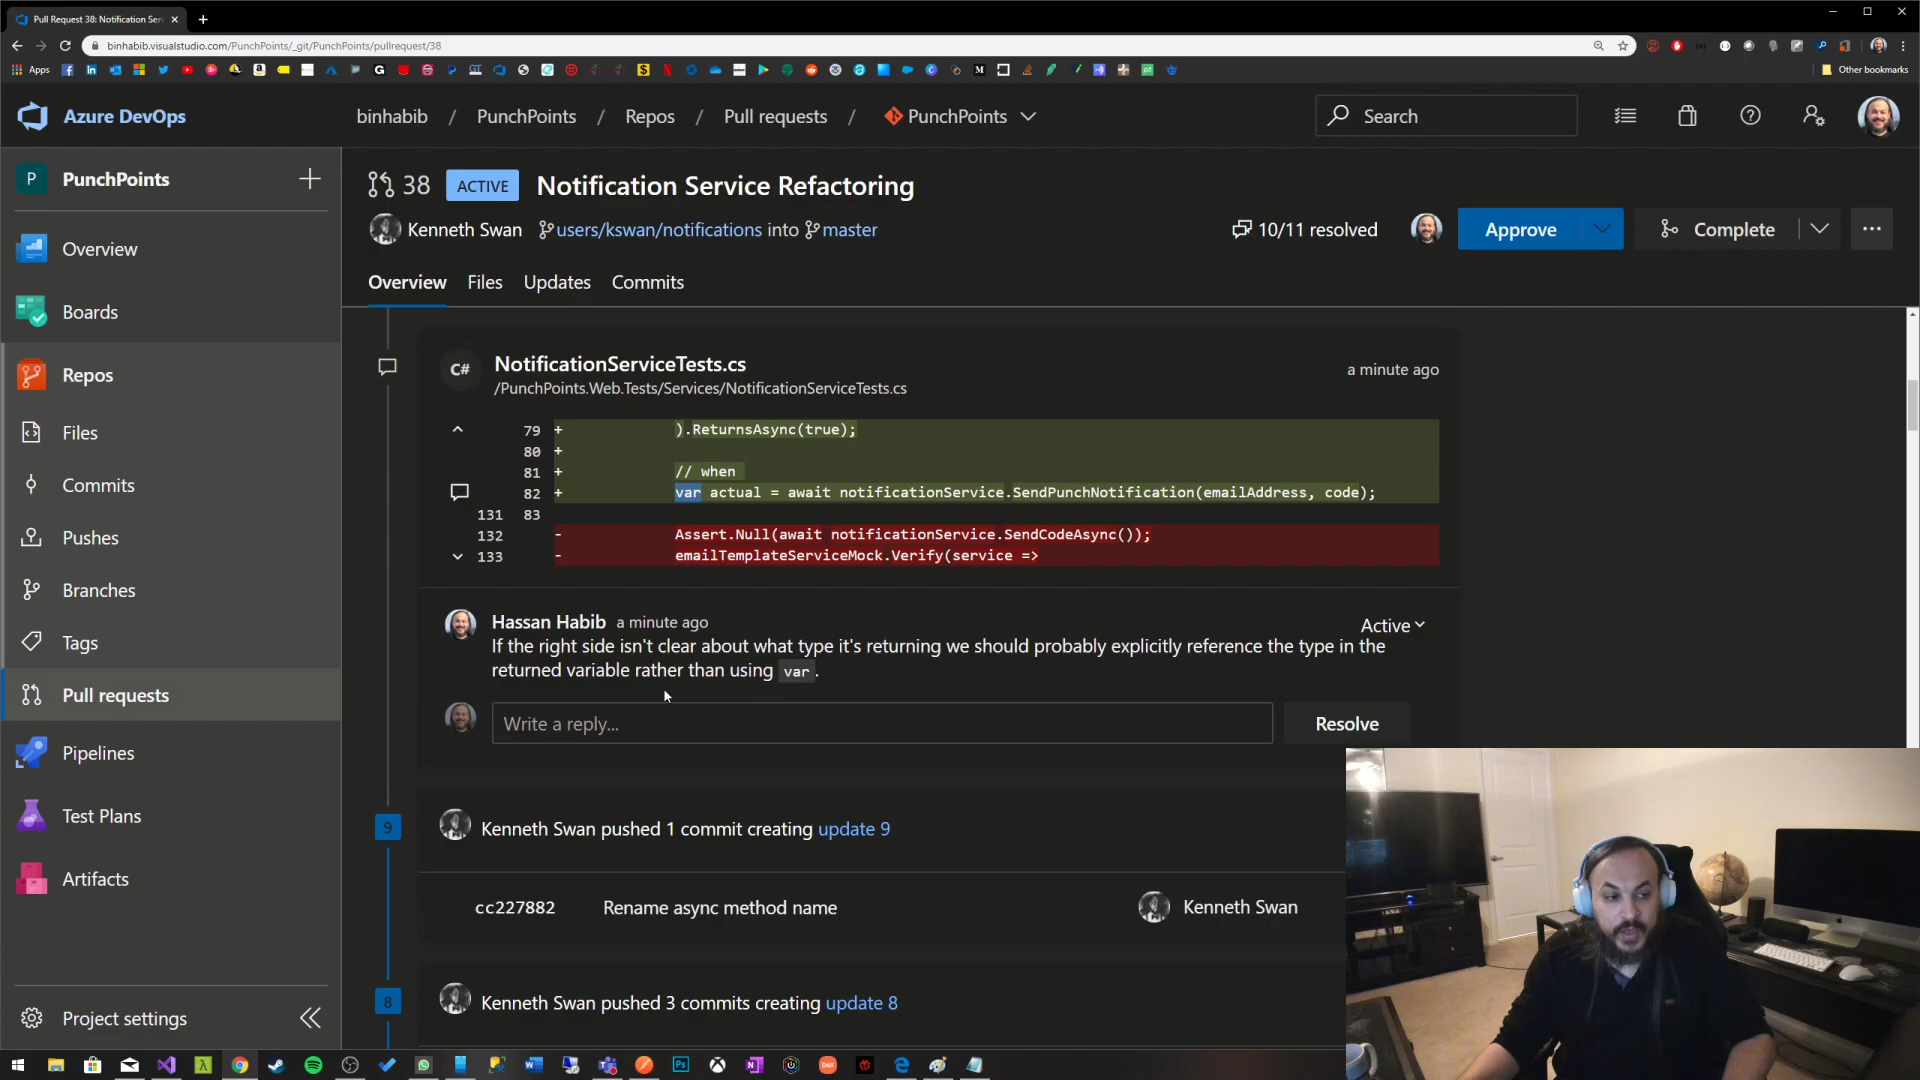 Pull Request 38: Notification Ser
binhabib.visualstudio.com/PunchPoints/_git/PunchPoints/pullrequest/38
Apps
Other bookmarks
Azure DevOps
binhabib / PunchPoints / Repos / Pull requests / PunchPoints
Search
P PunchPoints
Overview
Boards
Repos
Files
Commits
Pushes
Branches
Tags
Pull requests
Pipelines
Test Plans
Artifacts
Project settings
38 ACTIVE Notification Service Refactoring
Kenneth Swan users/kswan/notifications into master
10/11 resolved
Approve
Complete
Overview Files Updates Commits
C# NotificationServiceTests.cs
/PunchPoints.Web.Tests/Services/NotificationServiceTests.cs
a minute ago
79 + ).ReturnsAsync(true);
80 +
81 + // when
82 + var actual = await notificationService.SendPunchNotification(emailAddress, code);
131 83
132 - Assert.Null(await notificationService.SendCodeAsync());
133 - emailTemplateServiceMock.Verify(service =>
Hassan Habib a minute ago
Active
If the right side isn't clear about what type it's returning we should probably explicitly reference the type in the
returned variable rather than using var.
Write a reply...
Resolve
9 Kenneth Swan pushed 1 commit creating update 9
cc227882 Rename async method name Kenneth Swan
8 Kenneth Swan pushed 3 commits creating update 8